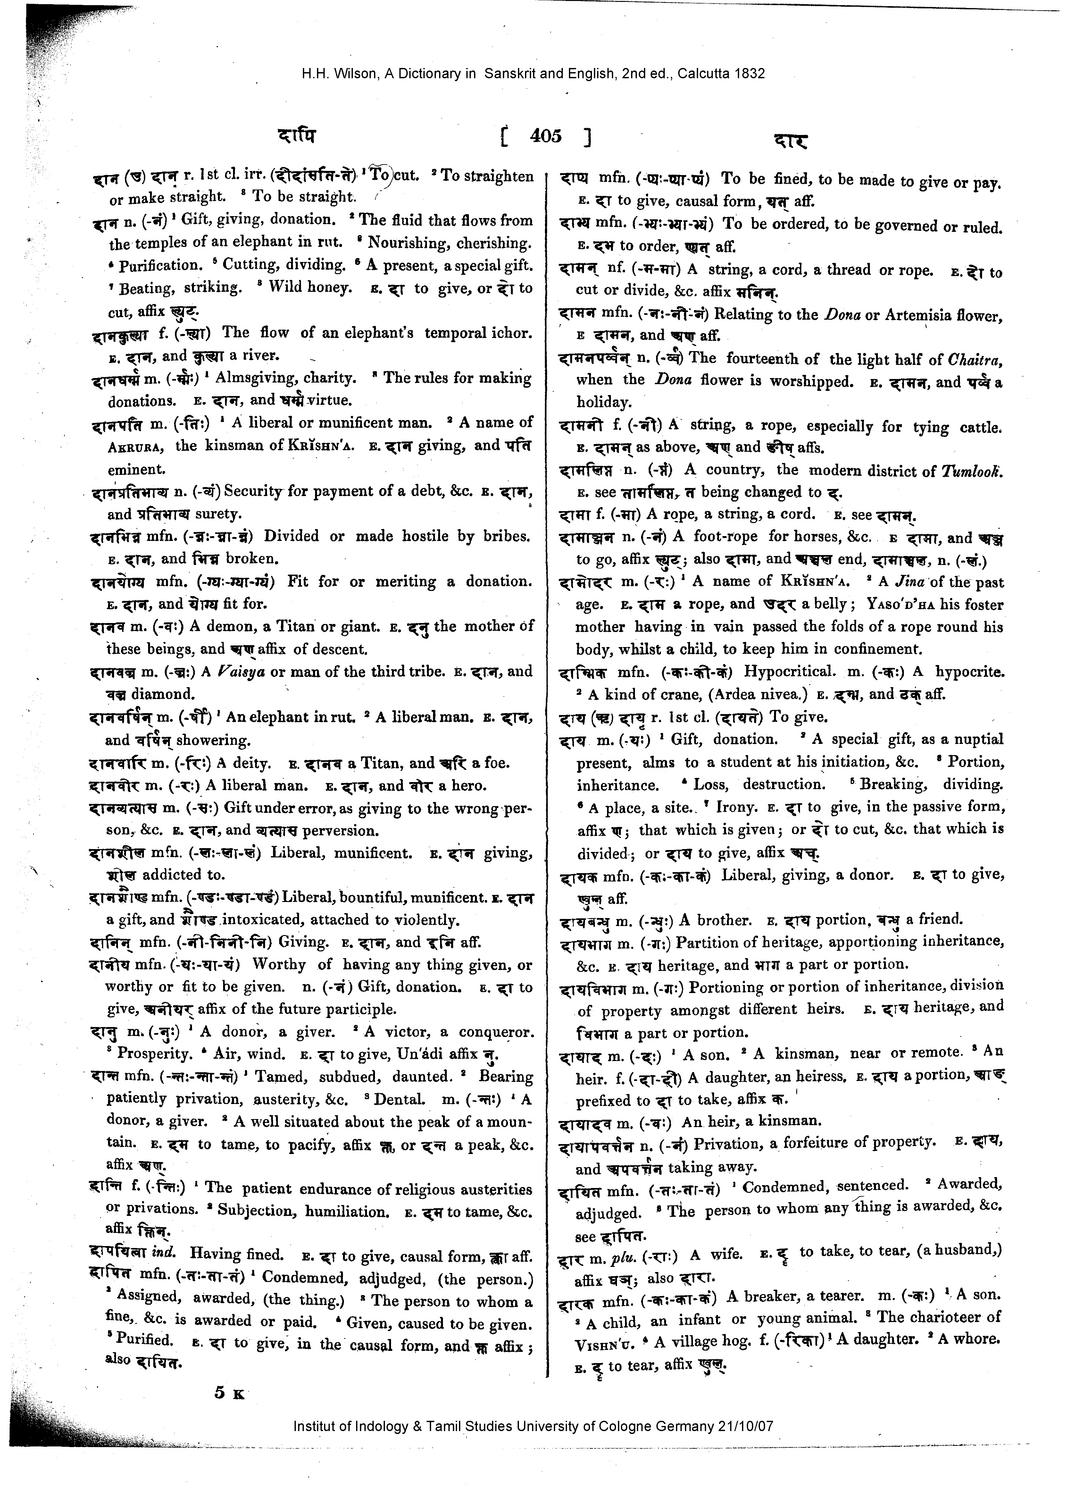 H.H. Wilson, A Dictionary in Sanskrit and English, 2nd ed., Calcutta 1832
दापि [ 405 ] दार
दान (उ) दान् r. 1st cl. irr. (दीदांसति-ते) ¹ To cut. ² To straighten
or make straight. ³ To be straight.
दान n. (-नं) ¹ Gift, giving, donation. ² The fluid that flows from
the temples of an elephant in rut. ³ Nourishing, cherishing.
⁴ Purification. ⁵ Cutting, dividing. ⁶ A present, a special gift.
⁷ Beating, striking. ⁸ Wild honey. E. दा to give, or दो to
cut, affix ल्युट्.
दानकुल्या f. (-ल्या) The flow of an elephant's temporal ichor.
E. दान, and कुल्या a river.
दानधर्म्म m. (-र्म्मः) ¹ Almsgiving, charity. ² The rules for making
donations. E. दान, and धर्म्म virtue.
दानपति m. (-तिः) ¹ A liberal or munificent man. ² A name of
AKRURA, the kinsman of KRĬSHN'A. E. दान giving, and पति
eminent.
दानप्रतिभाव्य n. (-व्यं) Security for payment of a debt, &c. E. दान,
and प्रतिभाव्य surety.
दानभिन्न mfn. (-न्नः-न्ना-न्नं) Divided or made hostile by bribes.
E. दान, and भिन्न broken.
दानयोग्य mfn. (-ग्यः-ग्या-ग्यं) Fit for or meriting a donation.
E. दान, and योग्य fit for.
दानव m. (-वः) A demon, a Titan or giant. E. दनु the mother of
these beings, and अण् affix of descent.
दानवज्र m. (-ज्रः) A Vaisya or man of the third tribe. E. दान, and
वज्र diamond.
दानवर्षिन् m. (-र्षी) ¹ An elephant in rut. ² A liberal man. E. दान,
and वर्षिन् showering.
दानवारि m. (-रिः) A deity. E. दानव a Titan, and अरि a foe.
दानवीर m. (-रः) A liberal man. E. दान, and वीर a hero.
दानव्यत्यास m. (-सः) Gift under error, as giving to the wrong per-
son, &c. E. दान, and व्यत्यास perversion.
दानशील mfn. (-लः-ला-लं) Liberal, munificent. E. दान giving,
शील addicted to.
दानशौण्ड mfn. (-ण्डः-ण्डा-ण्डं) Liberal, bountiful, munificent. E. दान
a gift, and शौण्ड intoxicated, attached to violently.
दानिन् mfn. (-नी-निनी-नि) Giving. E. दान, and इनि aff.
दानीय mfn. (-यः-या-यं) Worthy of having any thing given, or
worthy or fit to be given. n. (-नं) Gift, donation. E. दा to
give, अनीयर् affix of the future participle.
दानु m. (-नुः) ¹ A donor, a giver. ² A victor, a conqueror.
³ Prosperity. ⁴ Air, wind. E. दा to give, Un'ádi affix नु.
दान्त mfn. (-न्तः-न्ता-न्तं) ¹ Tamed, subdued, daunted. ² Bearing
patiently privation, austerity, &c. ³ Dental. m. (-न्तः) ¹ A
donor, a giver. ² A well situated about the peak of a moun-
tain. E. दम to tame, to pacify, affix क्त, or दन्त a peak, &c.
affix अण्.
दान्ति f. (-न्तिः) ¹ The patient endurance of religious austerities
or privations. ² Subjection, humiliation. E. दम to tame, &c.
affix क्तिन्.
दापयित्वा ind. Having fined. E. दा to give, causal form, क्त्वा aff.
दापित mfn. (-तः-ता-तं) ¹ Condemned, adjudged, (the person.)
² Assigned, awarded, (the thing.) ³ The person to whom a
fine, &c. is awarded or paid. ⁴ Given, caused to be given.
⁵ Purified. E. दा to give, in the causal form, and क्त affix;
also दायित.
5 K
दाप्य mfn. (-प्यः-प्या-प्यं) To be fined, to be made to give or pay.
E. दा to give, causal form, यत् aff.
दाभ्य mfn. (-भ्यः-भ्या-भ्यं) To be ordered, to be governed or ruled.
E. दभ to order, ण्यत् aff.
दामन् nf. (-म-मा) A string, a cord, a thread or rope. E. दो to
cut or divide, &c. affix मनिन्.
दामन mfn. (-नः-नी-नं) Relating to the Dona or Artemisia flower,
E दामन, and अण् aff.
दामनपर्व्वन् n. (-र्व्व) The fourteenth of the light half of Chaitra,
when the Dona flower is worshipped. E. दामन, and पर्व्व a
holiday.
दामनी f. (-नी) A string, a rope, especially for tying cattle.
E. दामन् as above, अण् and ङीष् affs.
दामलिप्त n. (-प्तं) A country, the modern district of Tumlook.
E. see तामलिप्त, त being changed to द्.
दामा f. (-मा) A rope, a string, a cord. E. see दामन्.
दामाञ्चन n. (-नं) A foot-rope for horses, &c. E दामा, and अञ्च
to go, affix ल्युट्; also दामा, and अञ्चल end, दामाञ्चल, n. (-लं.)
दामोदर m. (-रः) ¹ A name of KRĬSHN'A. ² A Jina of the past
age. E. दाम a rope, and उदर a belly; YASO'D'HA his foster
mother having in vain passed the folds of a rope round his
body, whilst a child, to keep him in confinement.
दाम्भिक mfn. (-कः-की-कं) Hypocritical. m. (-कः) A hypocrite.
² A kind of crane, (Ardea nivea.) E. दम्भ, and ठक् aff.
दाय (ऋ) दायृ r. 1st cl. (दायते) To give.
दाय m. (-यः) ¹ Gift, donation. ² A special gift, as a nuptial
present, alms to a student at his initiation, &c. ³ Portion,
inheritance. ⁴ Loss, destruction. ⁵ Breaking, dividing.
⁶ A place, a site. ⁷ Irony. E. दा to give, in the passive form,
affix ण; that which is given; or दो to cut, &c. that which is
divided; or दाय to give, affix अच्.
दायक mfn. (-कः-का-कं) Liberal, giving, a donor. E. दा to give,
ण्वुल् aff.
दायबन्धु m. (-न्धुः) A brother. E. दाय portion, बन्धु a friend.
दायभाग m. (-गः) Partition of heritage, apportioning inheritance,
&c. E. दाय heritage, and भाग a part or portion.
दायविभाग m. (-गः) Portioning or portion of inheritance, division
of property amongst different heirs. E. दाय heritage, and
विभाग a part or portion.
दायाद m. (-दः) ¹ A son. ² A kinsman, near or remote. ³ An
heir. f. (-दा-दी) A daughter, an heiress, E. दाय a portion, आङ्
prefixed to दा to take, affix क.
दायादव m. (-वः) An heir, a kinsman.
दायापवर्त्तन n. (-नं) Privation, a forfeiture of property. E. दाय,
and अपवर्त्तन taking away.
दायित mfn. (-तः-ता-तं) ¹ Condemned, sentenced. ² Awarded,
adjudged. ³ The person to whom any thing is awarded, &c.
see दापित.
दार m. plu. (-राः) A wife. E. दृ to take, to tear, (a husband,)
affix घञ्; also दारा.
दारक mfn. (-कः-का-कं) A breaker, a tearer. m. (-कः) ¹ A son.
² A child, an infant or young animal. ³ The charioteer of
VISHN'U. ⁴ A village hog. f. (-रिका) ¹ A daughter. ² A whore.
E. दृ to tear, affix ण्वुल्.
Institut of Indology & Tamil Studies University of Cologne Germany 21/10/07